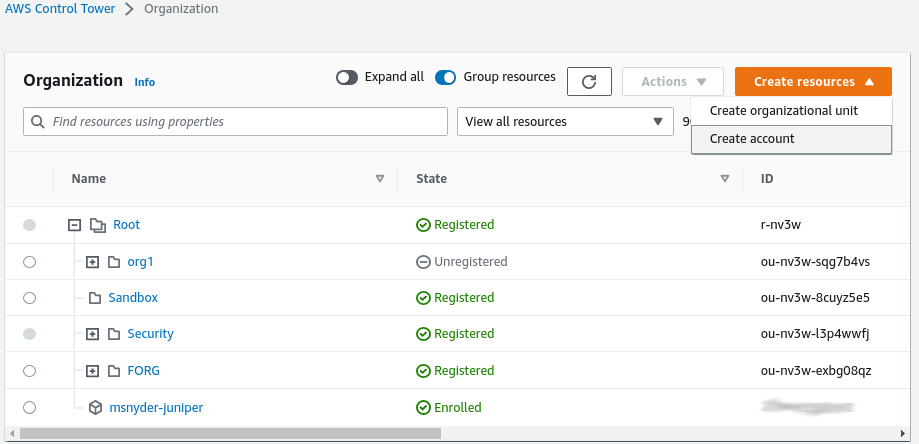 AWS Control Tower > Organization
Organization Info
Expand all Group resources Actions Create resources
Find resources using properties View all resources
Create organizational unit
Create account
Name State ID
Root Registered r-nv3w
org1 Unregistered ou-nv3w-sqg7b4vs
Sandbox Registered ou-nv3w-8cuyz5e5
Security Registered ou-nv3w-l3p4wwfj
FORG Registered ou-nv3w-exbg08qz
msnyder-juniper Enrolled